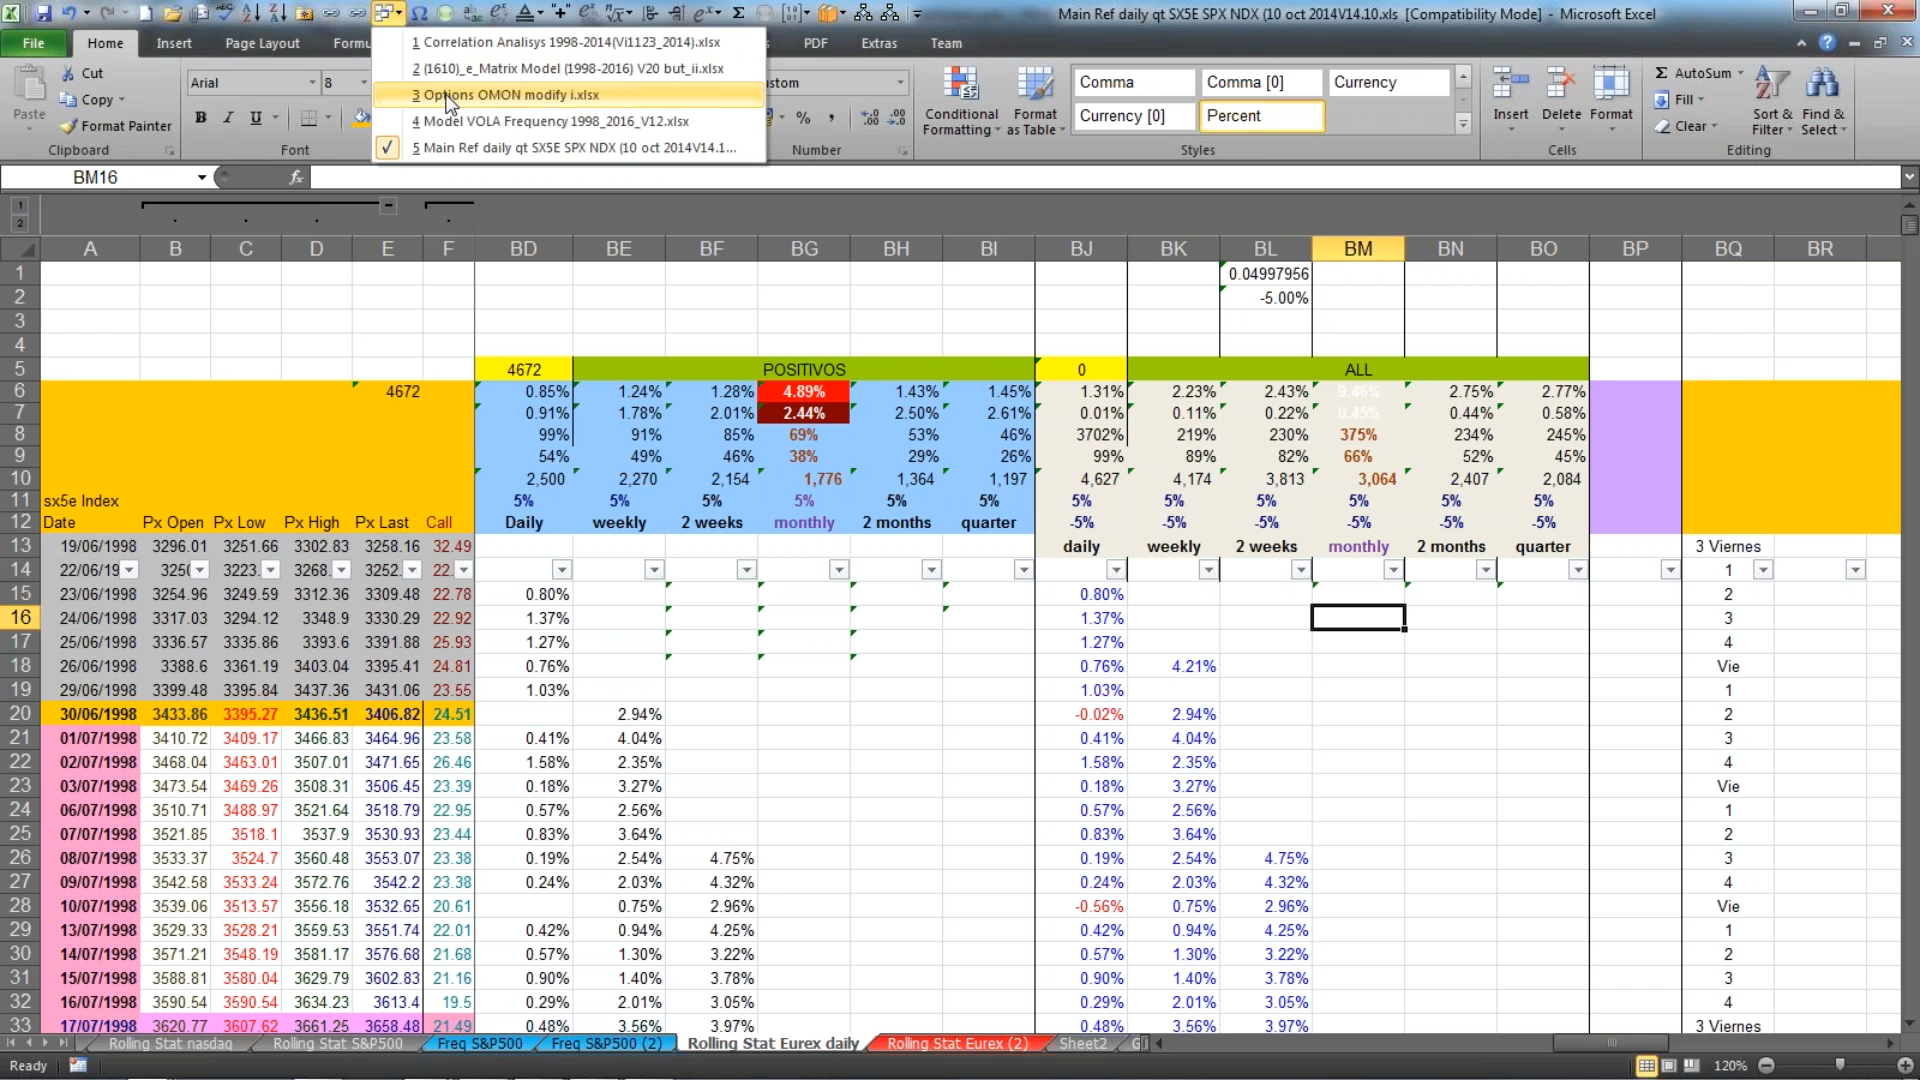 Main Ref daily qt SX5E SPX NDX (10 oct 2014V14.10.xls [Compatibility Mode] - Microsoft Excel
File Home Insert Page Layout Formu PDF Extras Team
1 Correlation Analisys 1998-2014(Vi1123_2014).xlsx
2 (1610)_e_Matrix Model (1998-2016) V20 but_ii.xlsx
3 Options OMON modify i.xlsx
4 Model VOLA Frequency 1998_2016_V12.xlsx
5 Main Ref daily qt SX5E SPX NDX (10 oct 2014V14.1...
Paste Cut Copy Format Painter Clipboard
Arial 8 B I U Font
stom % , Number
Conditional Formatting Format as Table
Comma Comma [0] Currency
Currency [0] Percent
Styles
Insert Delete Format Cells
Σ AutoSum Fill Clear Sort & Filter Find & Select Editing
BM16 fx
1
2
A B C D E F BD BE BF BG BH BI BJ BK BL BM BN BO BP BQ BR
1 0.04997956
2 -5.00%
3
4
5 4672 POSITIVOS 0 ALL
6 4672 0.85% 1.24% 1.28% 4.89% 1.43% 1.45% 1.31% 2.23% 2.43% 9.46% 2.75% 2.77%
7 0.91% 1.78% 2.01% 2.44% 2.50% 2.61% 0.01% 0.11% 0.22% 0.45% 0.44% 0.58%
8 99% 91% 85% 69% 53% 46% 3702% 219% 230% 375% 234% 245%
9 54% 49% 46% 38% 29% 26% 99% 89% 82% 66% 52% 45%
10 2,500 2,270 2,154 1,776 1,364 1,197 4,627 4,174 3,813 3,064 2,407 2,084
11 sx5e Index 5% 5% 5% 5% 5% 5% 5% 5% 5% 5% 5% 5%
12 Date Px Open Px Low Px High Px Last Call Daily weekly 2 weeks monthly 2 months quarter -5% -5% -5% -5% -5% -5%
13 19/06/1998 3296.01 3251.66 3302.83 3258.16 32.49 daily weekly 2 weeks monthly 2 months quarter 3 Viernes
14 22/06/19 325( 3223. 3268. 3252. 22. 1
15 23/06/1998 3254.96 3249.59 3312.36 3309.48 22.78 0.80% 0.80% 2
16 24/06/1998 3317.03 3294.12 3348.9 3330.29 22.92 1.37% 1.37% 3
17 25/06/1998 3336.57 3335.86 3393.6 3391.88 25.93 1.27% 1.27% 4
18 26/06/1998 3388.6 3361.19 3403.04 3395.41 24.81 0.76% 0.76% 4.21% Vie
19 29/06/1998 3399.48 3395.84 3437.36 3431.06 23.55 1.03% 1.03% 1
20 30/06/1998 3433.86 3395.27 3436.51 3406.82 24.51 2.94% -0.02% 2.94% 2
21 01/07/1998 3410.72 3409.17 3466.83 3464.96 23.58 0.41% 4.04% 0.41% 4.04% 3
22 02/07/1998 3468.04 3463.01 3507.01 3471.65 26.46 1.58% 2.35% 1.58% 2.35% 4
23 03/07/1998 3473.54 3469.26 3508.31 3506.45 23.39 0.18% 3.27% 0.18% 3.27% Vie
24 06/07/1998 3510.71 3488.97 3521.64 3518.79 22.95 0.57% 2.56% 0.57% 2.56% 1
25 07/07/1998 3521.85 3518.1 3537.9 3530.93 23.44 0.83% 3.64% 0.83% 3.64% 2
26 08/07/1998 3533.37 3524.7 3560.48 3553.07 23.38 0.19% 2.54% 4.75% 0.19% 2.54% 4.75% 3
27 09/07/1998 3542.58 3533.24 3572.76 3542.2 23.38 0.24% 2.03% 4.32% 0.24% 2.03% 4.32% 4
28 10/07/1998 3539.06 3513.57 3556.18 3532.65 20.61 0.75% 2.96% -0.56% 0.75% 2.96% Vie
29 13/07/1998 3529.33 3528.21 3559.53 3551.74 22.01 0.42% 0.94% 4.25% 0.42% 0.94% 4.25% 1
30 14/07/1998 3571.21 3548.19 3581.17 3576.68 21.68 0.57% 1.30% 3.22% 0.57% 1.30% 3.22% 2
31 15/07/1998 3588.81 3580.04 3629.79 3602.83 21.16 0.90% 1.40% 3.78% 0.90% 1.40% 3.78% 3
32 16/07/1998 3590.54 3590.54 3634.23 3613.4 19.5 0.29% 2.01% 3.05% 0.29% 2.01% 3.05% 4
33 17/07/1998 3620.77 3607.62 3661.25 3658.48 21.49 0.48% 3.56% 3.97% 0.48% 3.56% 3.97% 3 Viernes
Rolling Stat nasdaq Rolling Stat S&P500 Freq S&P500 Freq S&P500 (2) Rolling Stat Eurex daily Rolling Stat Eurex (2) Sheet2 G
Ready 120%